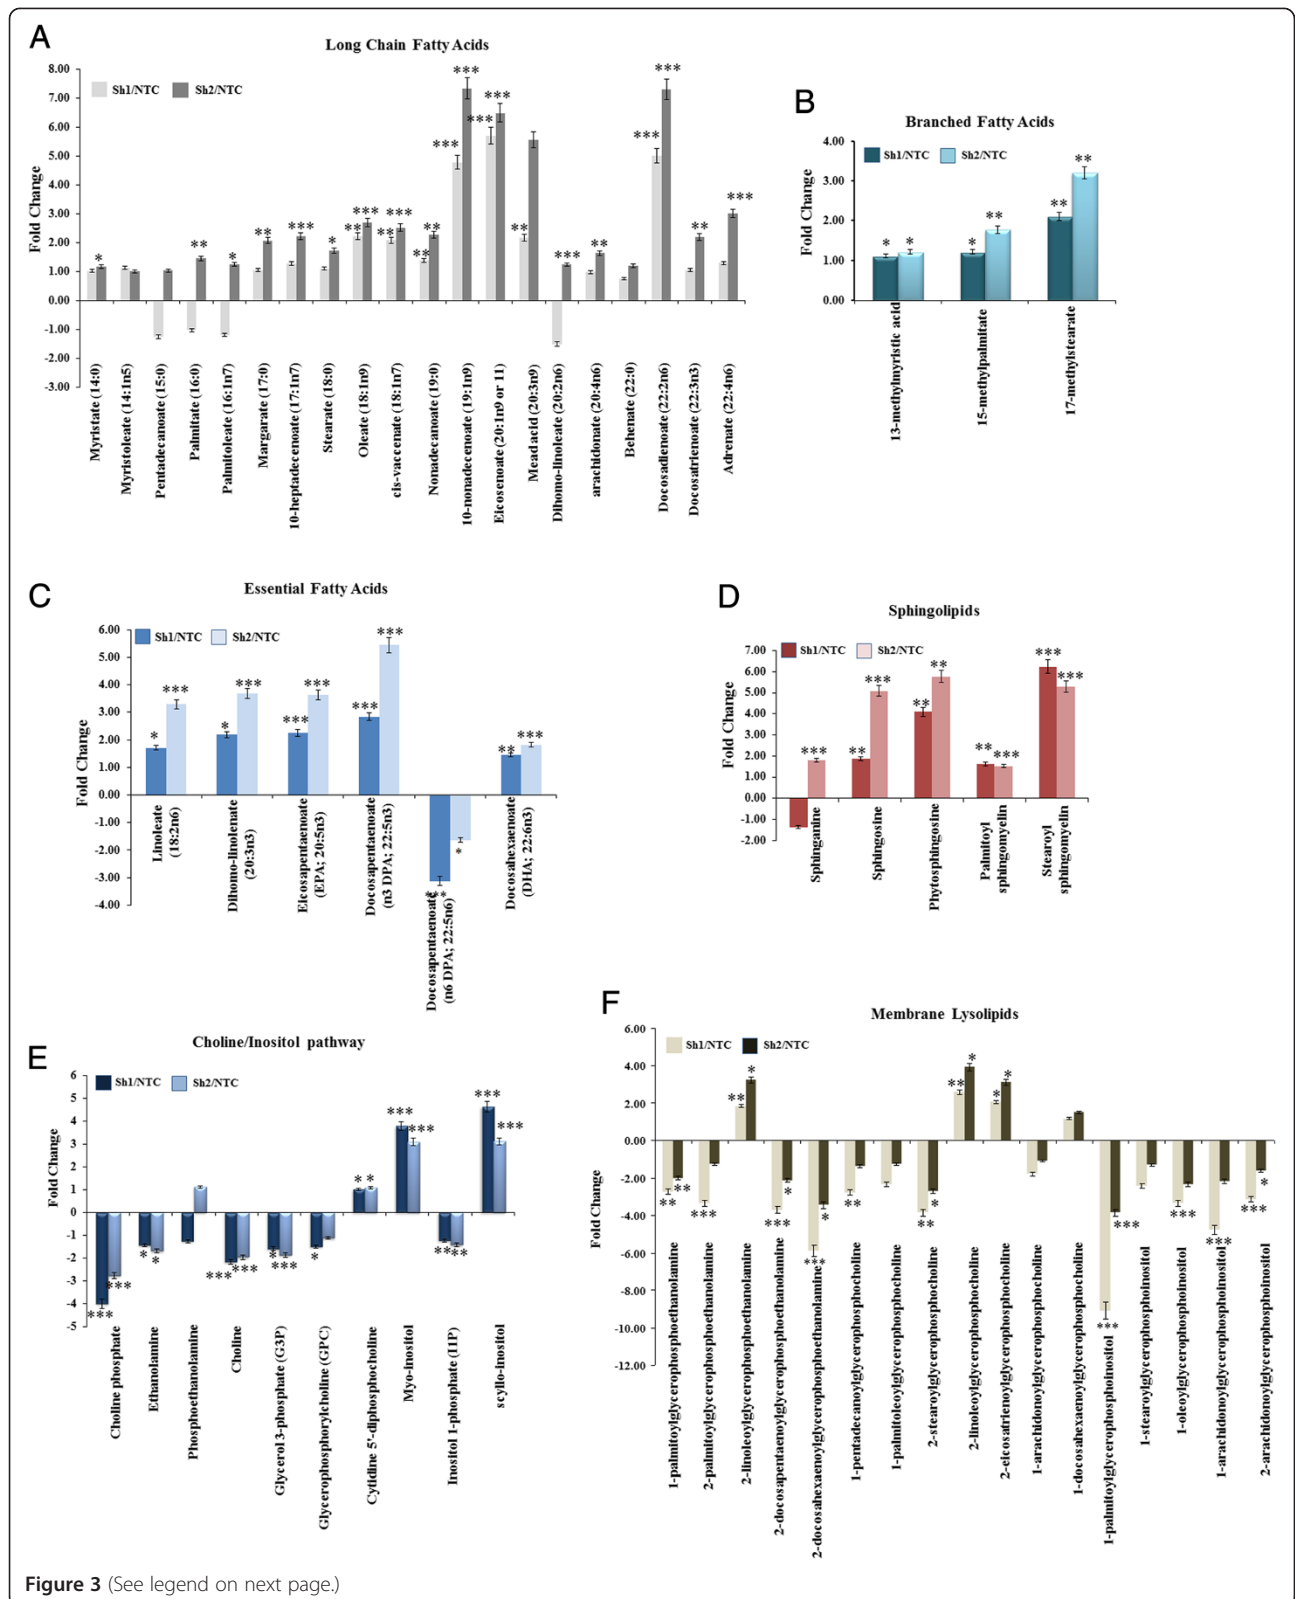 A
Long Chain Fatty Acids
8.00
7.00
6.00
5.00
4.00
3.00
2.00
1.00
0.00
-1.00
-2.00
-3.00
Fold Change
Sh1/NTC
Sh2/NTC
*
**
*
**
***
*
**
***
**
***
**
**
***
***
***
***
**
***
**
***
***
**
***
Myristate (14:0)
Myristoleate (14:1n5)
Pentadecanoate (15:0)
Palmitate (16:0)
Palmitoleate (16:1n7)
Margarate (17:0)
10-heptadecenoate (17:1n7)
Stearate (18:0)
Oleate (18:1n9)
cis-vaccenate (18:1n7)
Nonadecanoate (19:0)
10-nonadecenoate (19:1n9)
Eicosenoate (20:1n9 or 11)
Mead acid (20:3n9)
Dihomo-linoleate (20:2n6)
arachidonate (20:4n6)
Behenate (22:0)
Docosadienoate (22:2n6)
Docosatrienoate (22:3n3)
Adrenate (22:4n6)
B
Branched Fatty Acids
4.00
3.00
2.00
1.00
0.00
Fold Change
Sh1/NTC
Sh2/NTC
*
*
*
**
**
**
13-methylmyristic acid
15-methylpalmitate
17-methylstearate
C
Essential Fatty Acids
6.00
5.00
4.00
3.00
2.00
1.00
0.00
-1.00
-2.00
-3.00
-4.00
Fold Change
Sh1/NTC
Sh2/NTC
*
***
*
***
***
***
***
***
***
*
**
***
Linoleate
(18:2n6)
Dihomo-linolenate
(20:3n3)
Eicosapentaenoate
(EPA; 20:5n3)
Docosapentaenoate
(n3 DPA; 22:5n3)
Docosapentaenoate
(n6 DPA; 22:5n6)
Docosahexaenoate
(DHA; 22:6n3)
D
Sphingolipids
7.00
6.00
5.00
4.00
3.00
2.00
1.00
0.00
-1.00
-2.00
Fold Change
Sh1/NTC
Sh2/NTC
***
**
***
**
**
**
***
***
***
Sphinganine
Sphingosine
Phytosphingosine
Palmitoyl
sphingomyelin
Stearoyl
sphingomyelin
E
Choline/Inositol pathway
6
5
4
3
2
1
0
-1
-2
-3
-4
-5
Fold Change
Sh1/NTC
Sh2/NTC
***
***
*
*
***
***
*
***
*
*
*
***
***
**
**
***
***
Choline phosphate
Ethanolamine
Phosphoethanolamine
Choline
Glycerol 3-phosphate (G3P)
Glycerophosphorylcholine (GPC)
Cytidine 5'-diphosphocholine
Myo-inositol
Inositol 1-phosphate (I1P)
scyllo-inositol
F
Membrane Lysolipids
6.00
4.00
2.00
0.00
-2.00
-4.00
-6.00
-8.00
-10.00
-12.00
Fold Change
Sh1/NTC
Sh2/NTC
**
**
***
**
*
***
*
***
*
**
**
*
**
*
*
*
***
***
***
***
***
*
1-palmitoylglycerophosphoethanolamine
2-palmitoylglycerophosphoethanolamine
2-linoleoylglycerophosphoethanolamine
2-docosapentaenoylglycerophosphoethanolamine
2-docosahexaenoylglycerophosphoethanolamine
1-pentadecanoylglycerophosphocholine
1-palmitoleoylglycerophosphocholine
2-stearoylglycerophosphocholine
2-linoleoylglycerophosphocholine
2-eicosatrienoylglycerophosphocholine
1-arachidonoylglycerophosphocholine
1-docosahexaenoylglycerophosphocholine
1-palmitoylglycerophosphoinositol
1-stearoylglycerophosphoinositol
1-oleoylglycerophosphoinositol
1-arachidonoylglycerophosphoinositol
2-arachidonoylglycerophosphoinositol
Figure 3 (See legend on next page.)